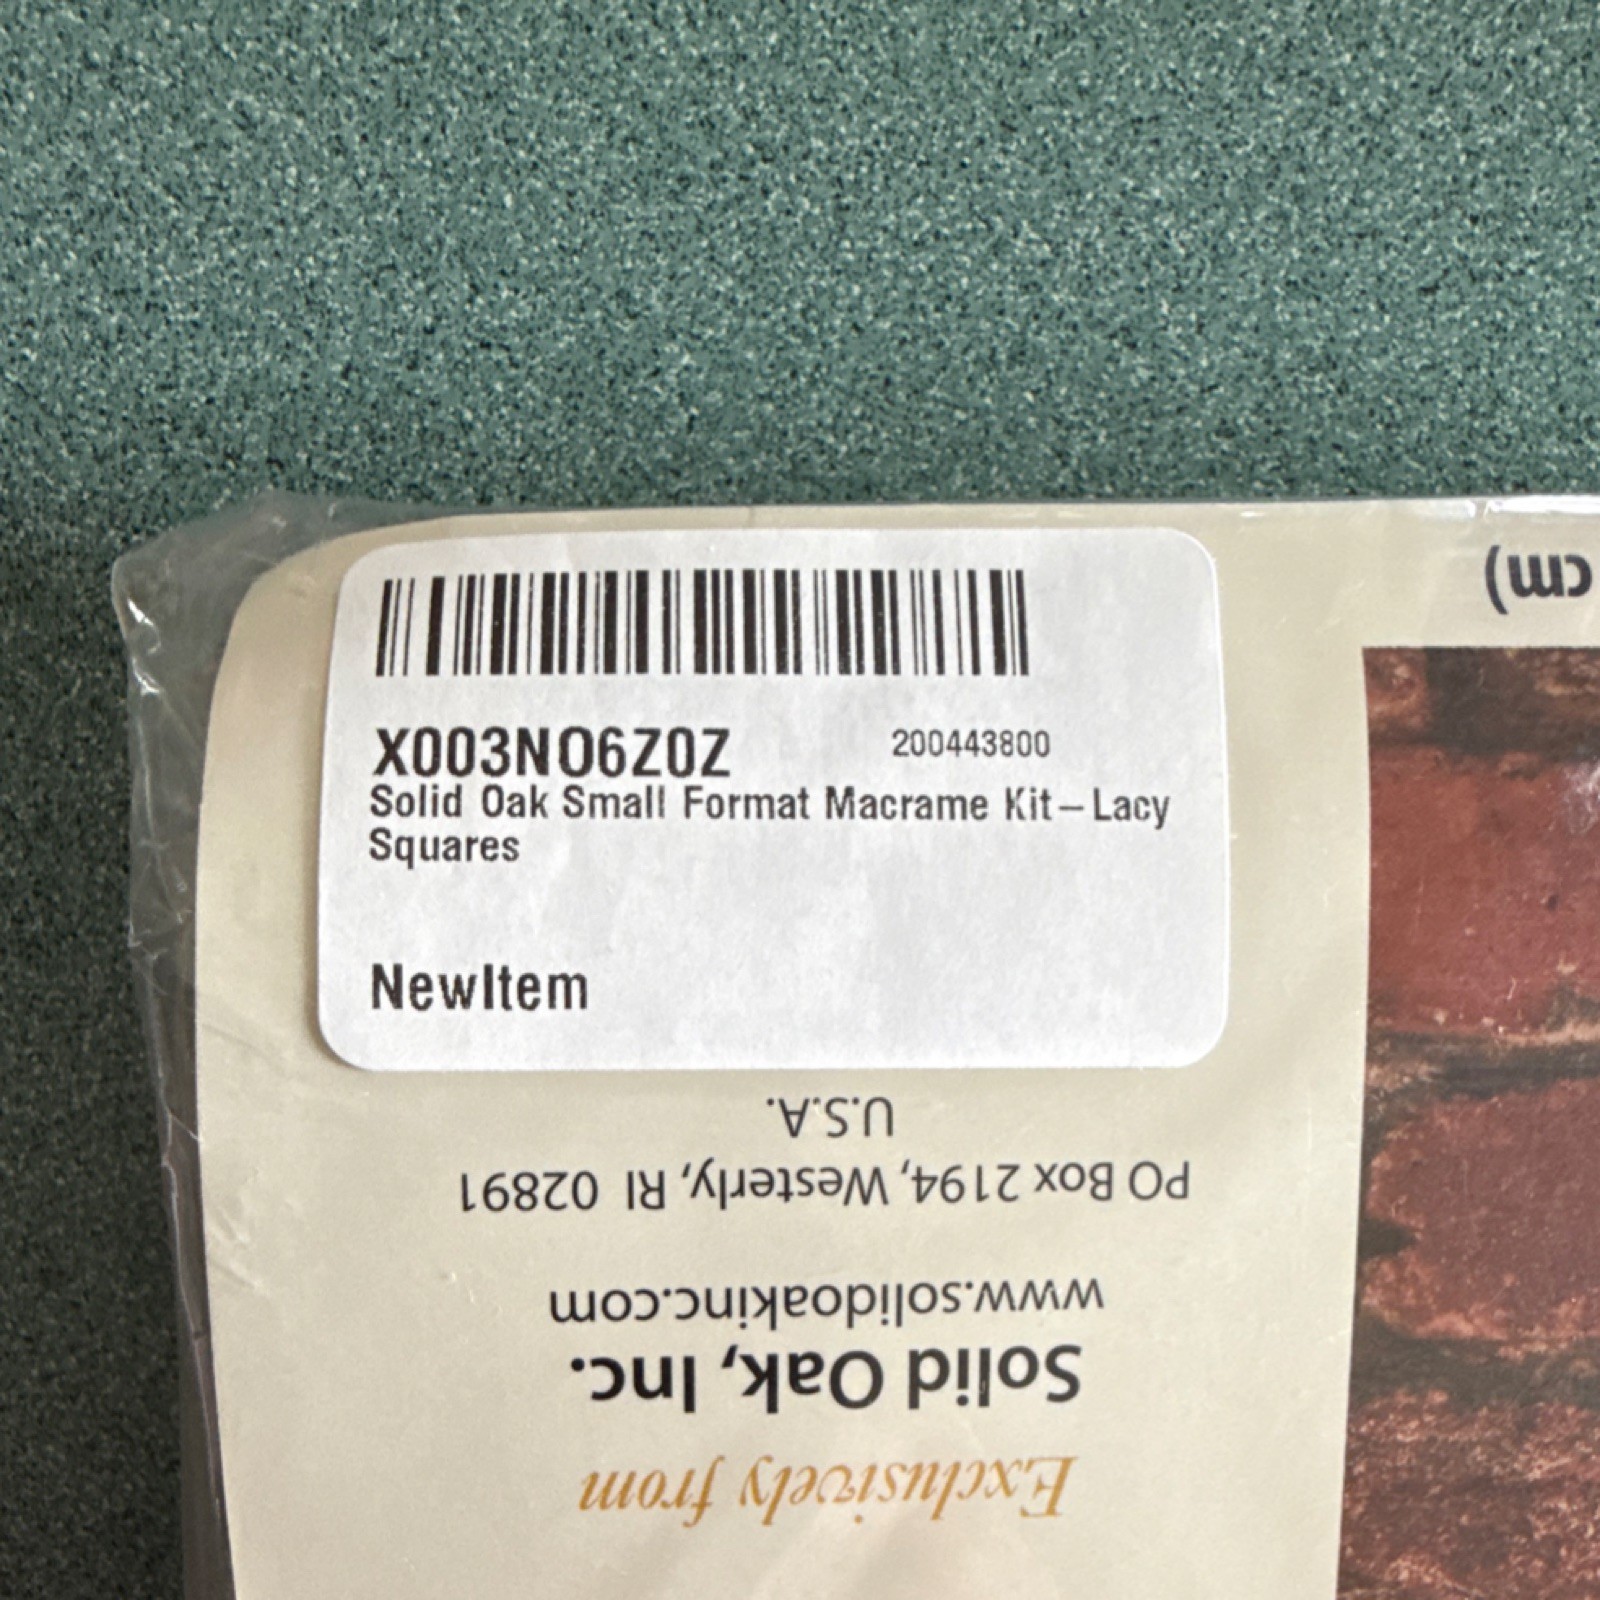 X003NO6Z0Z 200443800
Solid Oak Small Format Macrame Kit–Lacy
Squares
NewItem
cm)
Exclusively from
Solid Oak, Inc.
www.solidoakinc.com
PO Box 2194, Westerly, RI 02891
U.S.A.